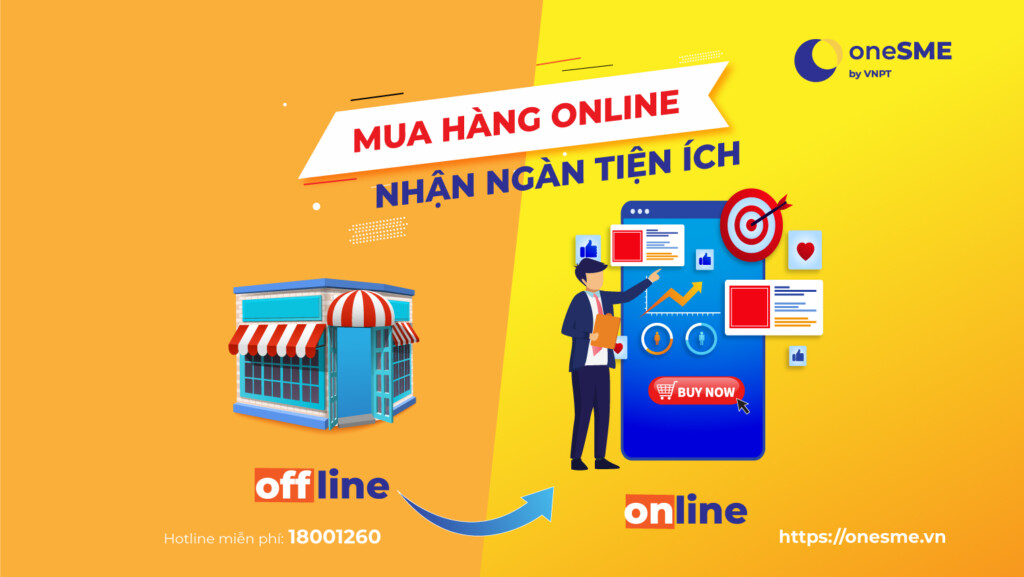 oneSME
by VNPT
MUA HÀNG ONLINE
NHẬN NGÀN TIỆN ÍCH
BUY NOW
offline
online
Hotline miễn phí: 18001260
https://onesme.vn